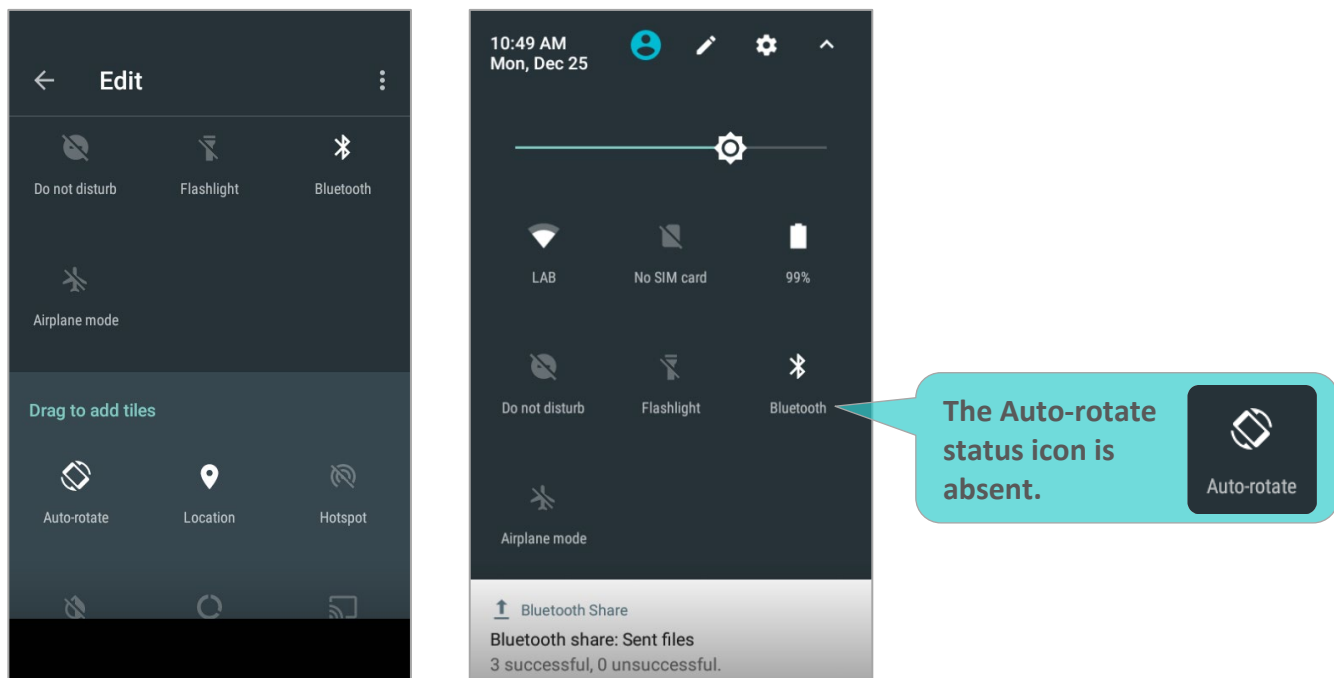 Edit
Do not disturb Flashlight Bluetooth
Airplane mode
Drag to add tiles
Auto-rotate Location Hotspot
10:49 AM
Mon, Dec 25
LAB No SIM card 99%
Do not disturb Flashlight Bluetooth
Airplane mode
Bluetooth Share
Bluetooth share: Sent files
3 successful, 0 unsuccessful.
The Auto-rotate
status icon is
absent.
Auto-rotate